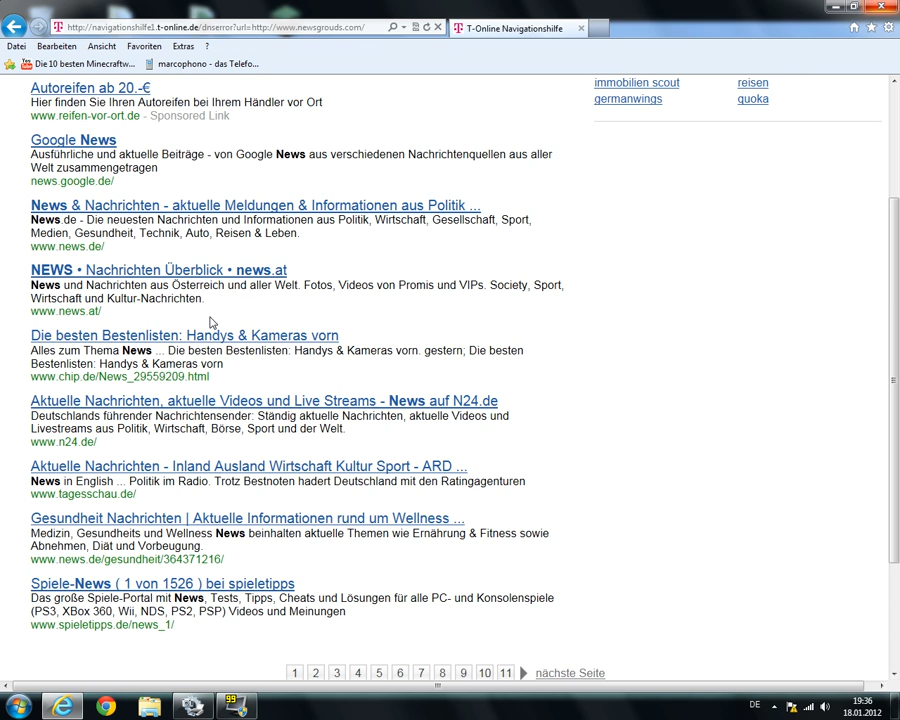 http://navigationshilfe1.t-online.de/dnserror?url=http://www.newsgrouds.com/
T-Online Navigationshilfe
Datei Bearbeiten Ansicht Favoriten Extras ?
Die 10 besten Minecraftw... marcophono - das Telefo...
Autoreifen ab 20.-€
Hier finden Sie Ihren Autoreifen bei Ihrem Händler vor Ort
www.reifen-vor-ort.de - Sponsored Link
immobilien scout reisen
germanwings quoka
Google News
Ausführliche und aktuelle Beiträge - von Google News aus verschiedenen Nachrichtenquellen aus aller
Welt zusammengetragen
news.google.de/
News & Nachrichten - aktuelle Meldungen & Informationen aus Politik ...
News.de - Die neuesten Nachrichten und Informationen aus Politik, Wirtschaft, Gesellschaft, Sport,
Medien, Gesundheit, Technik, Auto, Reisen & Leben.
www.news.de/
NEWS • Nachrichten Überblick • news.at
News und Nachrichten aus Österreich und aller Welt. Fotos, Videos von Promis und VIPs. Society, Sport,
Wirtschaft und Kultur-Nachrichten.
www.news.at/
Die besten Bestenlisten: Handys & Kameras vorn
Alles zum Thema News ... Die besten Bestenlisten: Handys & Kameras vorn. gestern; Die besten
Bestenlisten: Handys & Kameras vorn
www.chip.de/News_29559209.html
Aktuelle Nachrichten, aktuelle Videos und Live Streams - News auf N24.de
Deutschlands führender Nachrichtensender: Ständig aktuelle Nachrichten, aktuelle Videos und
Livestreams aus Politik, Wirtschaft, Börse, Sport und der Welt.
www.n24.de/
Aktuelle Nachrichten - Inland Ausland Wirtschaft Kultur Sport - ARD ...
News in English ... Politik im Radio. Trotz Bestnoten hadert Deutschland mit den Ratingagenturen
www.tagesschau.de/
Gesundheit Nachrichten | Aktuelle Informationen rund um Wellness ...
Medizin, Gesundheits und Wellness News beinhalten aktuelle Themen wie Ernährung & Fitness sowie
Abnehmen, Diät und Vorbeugung.
www.news.de/gesundheit/364371216/
Spiele-News ( 1 von 1526 ) bei spieletipps
Das große Spiele-Portal mit News, Tests, Tipps, Cheats und Lösungen für alle PC- und Konsolenspiele
(PS3, XBox 360, Wii, NDS, PS2, PSP) Videos und Meinungen
www.spieletipps.de/news_1/
1 2 3 4 5 6 7 8 9 10 11 nächste Seite
99
DE
19:36
18.01.2012